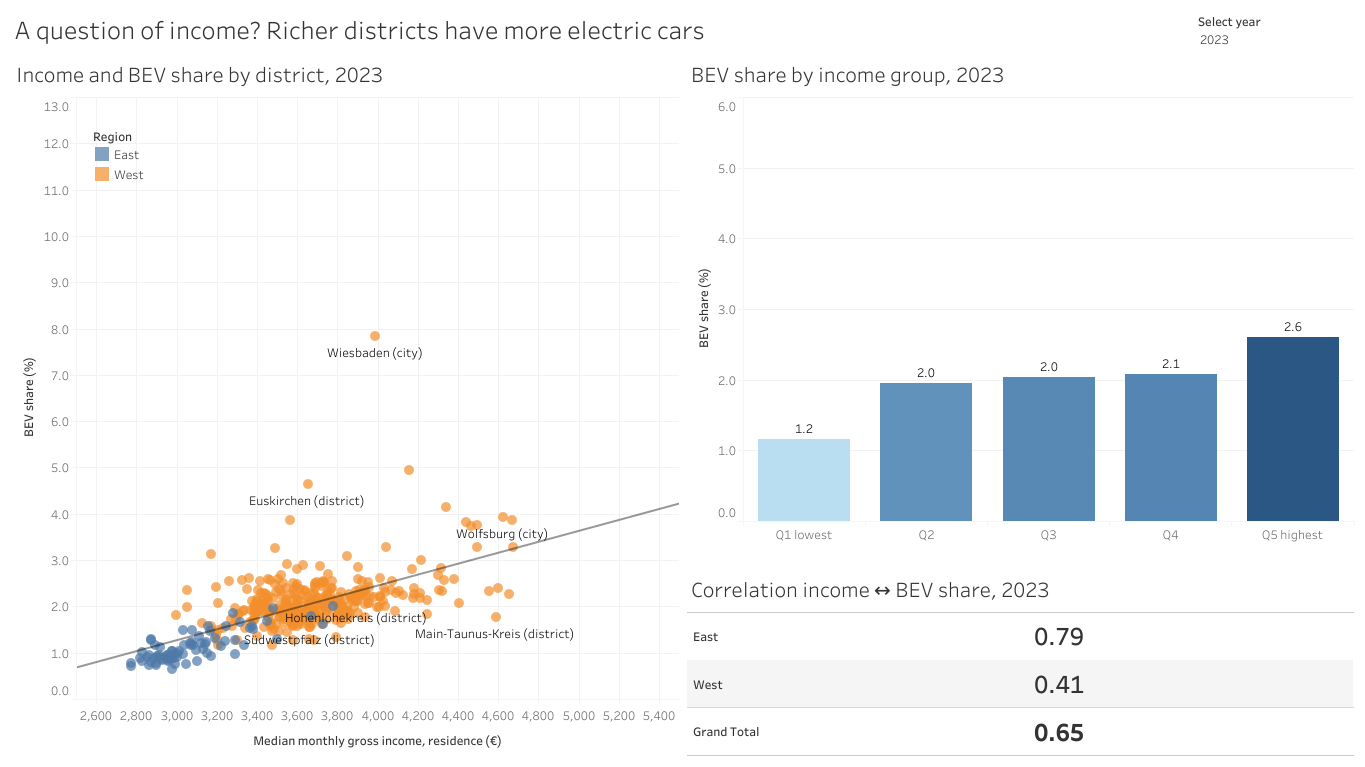 A question of income? Richer districts have more electric cars
Select year
2023
Income and BEV share by district, 2023
13.0
12.0
11.0
10.0
9.0
8.0
7.0
6.0
5.0
4.0
3.0
2.0
1.0
0.0
BEV share (%)
Region
East
West
Wiesbaden (city)
Euskirchen (district)
Wolfsburg (city)
Hohenlohekreis (district)
Main-Taunus-Kreis (district)
Südwestpfalz (district)
2,600 2,800 3,000 3,200 3,400 3,600 3,800 4,000 4,200 4,400 4,600 4,800 5,000 5,200 5,400
Median monthly gross income, residence (€)
BEV share by income group, 2023
6.0
5.0
4.0
3.0
2.0
1.0
0.0
BEV share (%)
1.2
2.0
2.0
2.1
2.6
Q1 lowest Q2 Q3 Q4 Q5 highest
Correlation income ↔ BEV share, 2023
East 0.79
West 0.41
Grand Total 0.65